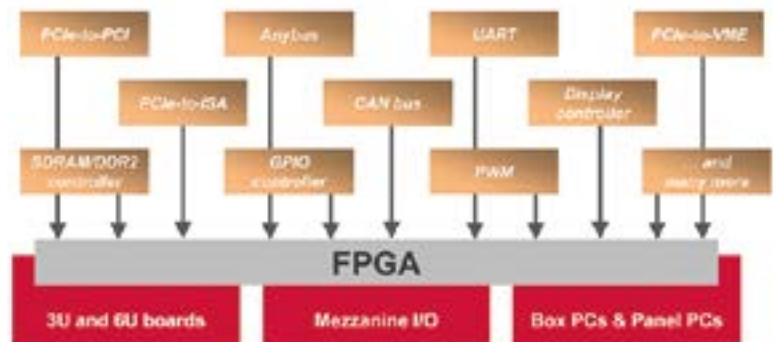 PCIe-to-PCI
Anybus
UART
PCIe-to-VME
PCIe-to-ISA
CAN bus
Display
controller
SDRAM/DDR2
controller
GPIO
controller
PWM
...and
many more
FPGA
3U and 6U boards
Mezzanine I/O
Box PCs & Panel PCs